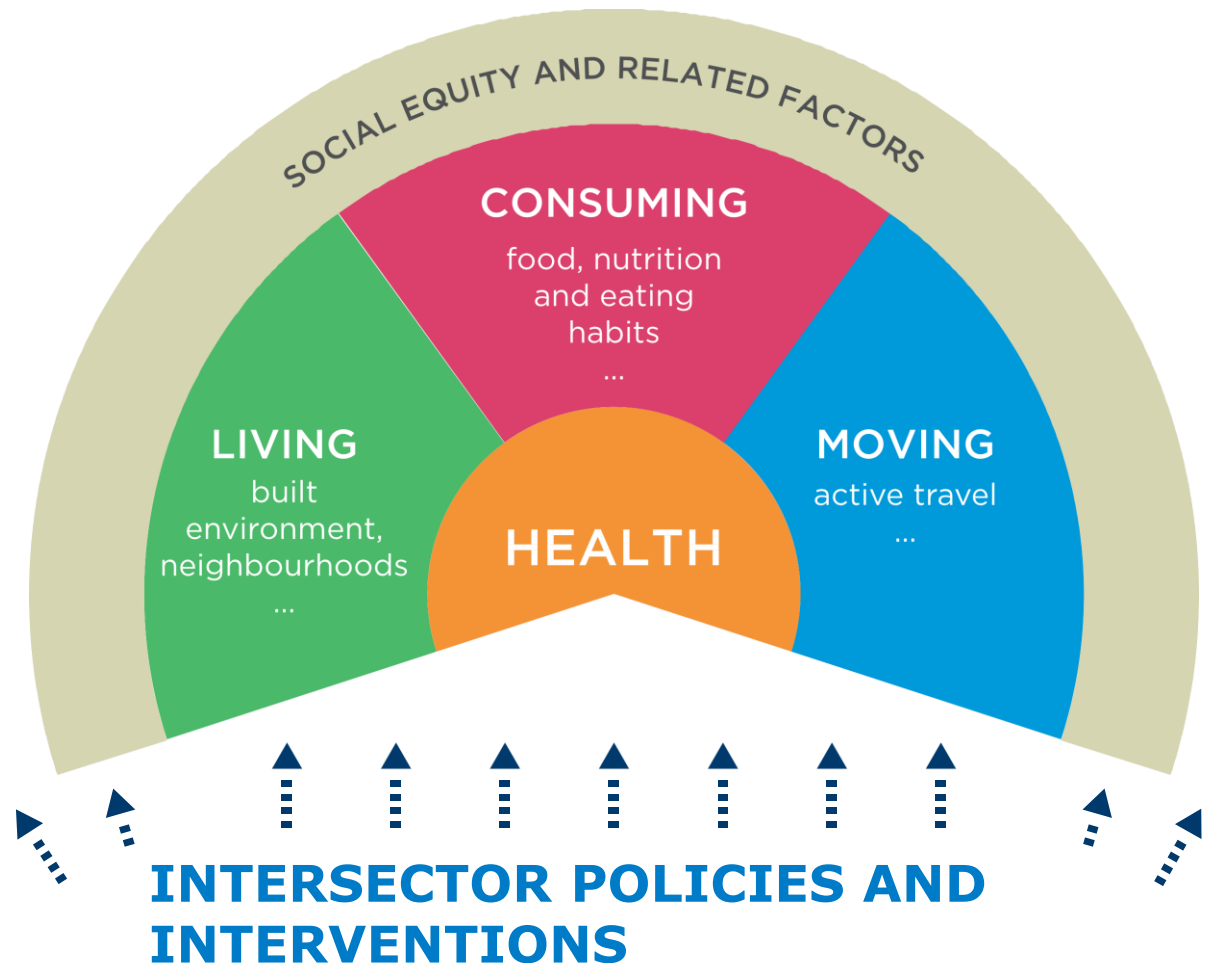 SOCIAL EQUITY AND RELATED FACTORS
CONSUMING
food, nutrition
and eating
habits
...
LIVING
built
environment,
neighbourhoods
...
MOVING
active travel
...
HEALTH
INTERSECTOR POLICIES AND
INTERVENTIONS